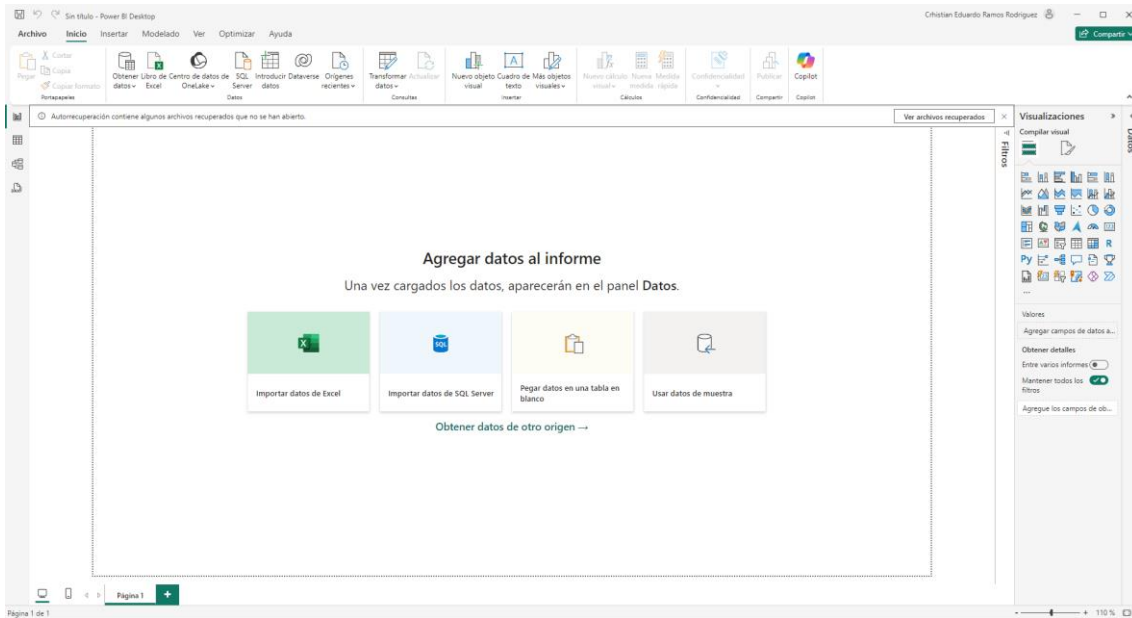 Sin título - Power BI Desktop
Crhistian Eduardo Ramos Rodriguez
Archivo Inicio Insertar Modelado Ver Optimizar Ayuda
Compartir
Pegar
Cortar
Copia
Copiar formato
Portapapeles
Obtener datos
Libro de Excel
Centro de datos de OneLake
SQL Server
Introducir datos
Dataverse
Orígenes recientes
Datos
Transformar datos
Actualizar
Consultas
Nuevo objeto visual
Cuadro de texto
Más objetos visuales
Insertar
Nuevo cálculo visual
Nueva medida
Medida rápida
Cálculos
Confidencialidad
Confidencialidad
Publicar
Compartir
Copilot
Copilot
Autorrecuperación contiene algunos archivos recuperados que no se han abierto.
Ver archivos recuperados
Filtros
Visualizaciones
Datos
Compilar visual
Agregar datos al informe
Una vez cargados los datos, aparecerán en el panel Datos.
Importar datos de Excel
SQL
Importar datos de SQL Server
Pegar datos en una tabla en
blanco
Usar datos de muestra
Obtener datos de otro origen →
R
Py
...
Valores
Agregar campos de datos a...
Obtener detalles
Entre varios informes
Mantener todos los
filtros
Agregue los campos de ob...
Página 1
+
Página 1 de 1
- + 110 %